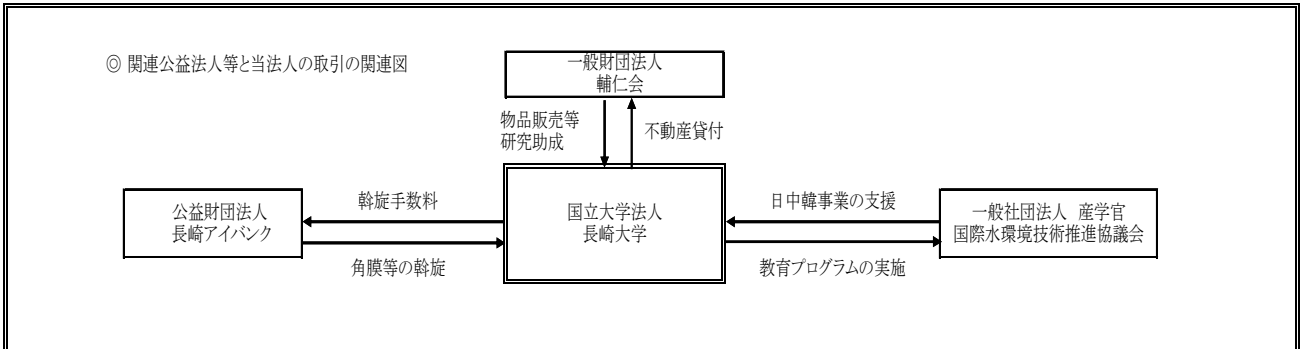 ◎ 関連公益法人等と当法人の取引の関連図
一般財団法人
輔仁会
物品販売等
研究助成
不動産貸付
公益財団法人
長崎アイバンク
斡旋手数料
角膜等の斡旋
国立大学法人
長崎大学
日中韓事業の支援
教育プログラムの実施
一般社団法人 産学官
国際水環境技術推進協議会